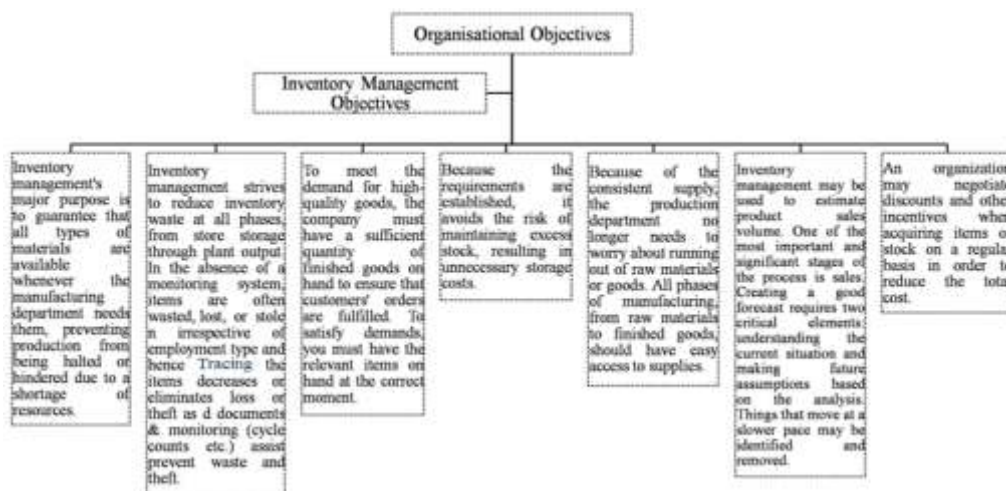 Organisational Objectives
Inventory Management
Objectives
Inventory
management's
major purpose is
to guarantee that
all types of
materials are
available
whenever the
manufacturing
department needs
them, preventing
production from
being halted or
hindered due to a
shortage of
resources.
Inventory
management strives
to reduce inventory
waste at all phases,
from store storage
through plant output.
In the absence of a
monitoring system,
items are often
wasted, lost, or stole
n irrespective of
employment type and
hence Tracing the
items decreases or
eliminates loss or
theft as d documents
& monitoring (cycle
counts etc.) assist
prevent waste and
theft.
To meet the
demand for high-
quality goods, the
company must
have a sufficient
quantity of
finished goods on
hand to ensure that
customers' orders
are fulfilled. To
satisfy demands,
you must have the
relevant items on
hand at the correct
moment.
Because the
requirements are
established, it
avoids the risk of
maintaining excess
stock, resulting in
unnecessary storage
costs.
Because of the
consistent supply,
the production
department no
longer needs to
worry about running
out of raw materials
or goods. All phases
of manufacturing,
from raw materials
to finished goods,
should have easy
access to supplies.
Inventory
management may be
used to estimate
product sales
volume. One of the
most important and
significant stages of
the process is sales.
Creating a good
forecast requires two
critical elements:
understanding the
current situation and
making future
assumptions based
on the analysis.
Things that move at a
slower pace may be
identified and
removed.
An organization
may negotiate
discounts and other
incentives when
acquiring items of
stock on a regular
basis in order to
reduce the total
cost.